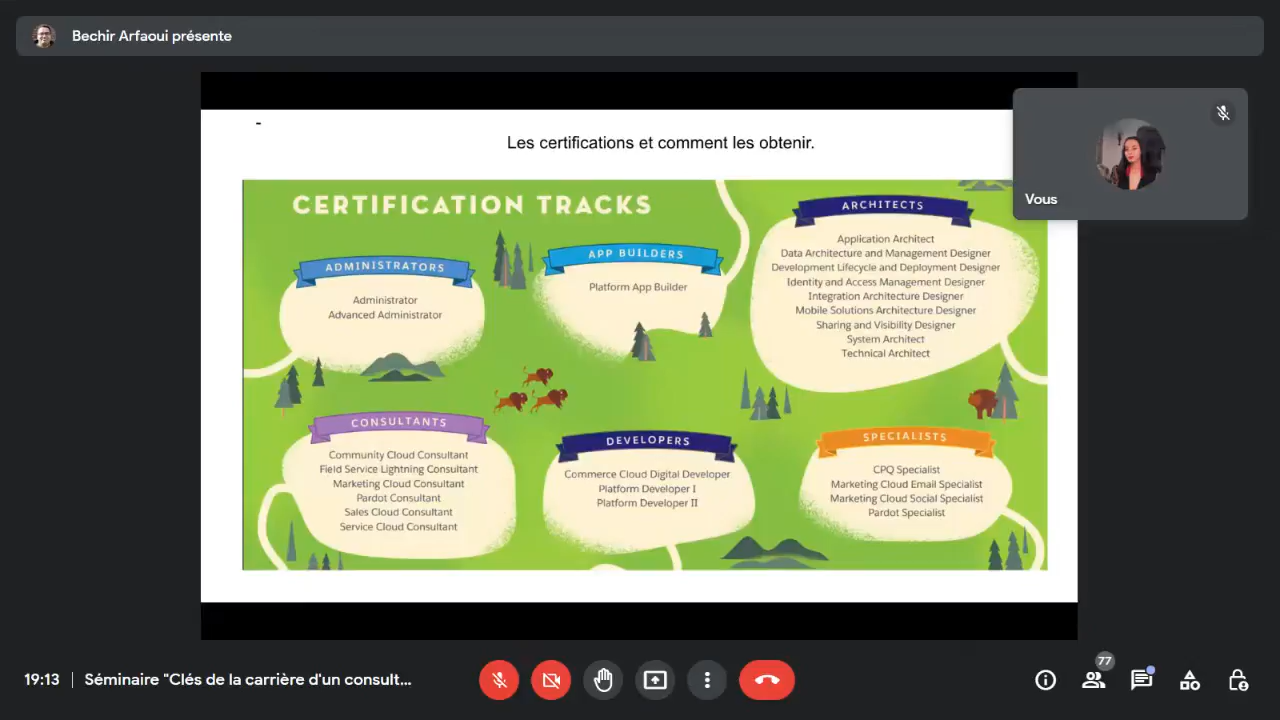 Bechir Arfaoui présente
-
Les certifications et comment les obtenir.
Vous
CERTIFICATION TRACKS
ADMINISTRATORS
Administrator
Advanced Administrator
APP BUILDERS
Platform App Builder
ARCHITECTS
Application Architect
Data Architecture and Management Designer
Development Lifecycle and Deployment Designer
Identity and Access Management Designer
Integration Architecture Designer
Mobile Solutions Architecture Designer
Sharing and Visibility Designer
System Architect
Technical Architect
CONSULTANTS
Community Cloud Consultant
Field Service Lightning Consultant
Marketing Cloud Consultant
Pardot Consultant
Sales Cloud Consultant
Service Cloud Consultant
DEVELOPERS
Commerce Cloud Digital Developer
Platform Developer I
Platform Developer II
SPECIALISTS
CPQ Specialist
Marketing Cloud Email Specialist
Marketing Cloud Social Specialist
Pardot Specialist
19:13 | Séminaire "Clés de la carrière d'un consult...
77